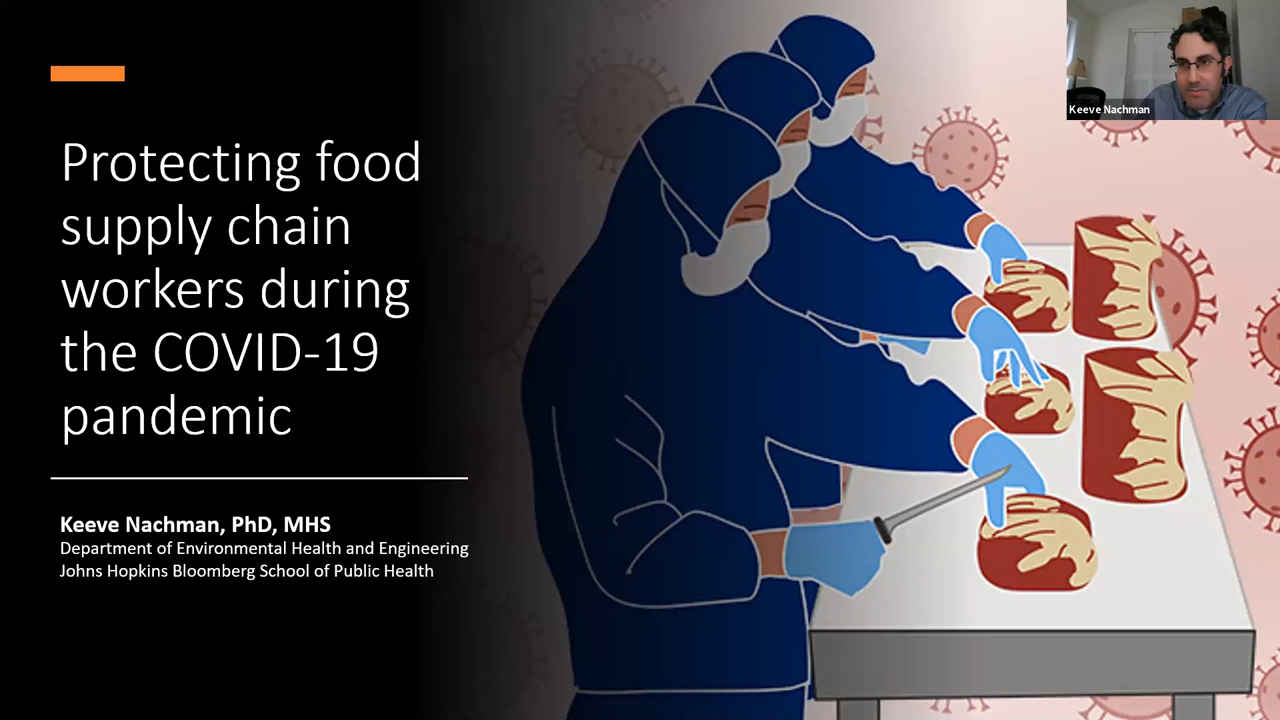 Protecting food
supply chain
workers during
the COVID-19
pandemic
Keeve Nachman, PhD, MHS
Department of Environmental Health and Engineering
Johns Hopkins Bloomberg School of Public Health
Keeve Nachman